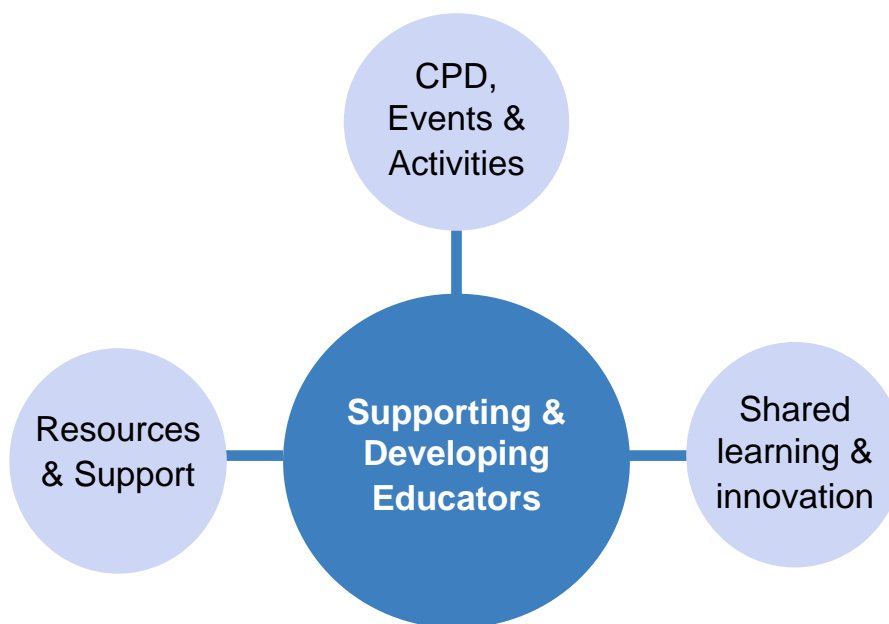 CPD,
Events &
Activities
Supporting &
Developing
Educators
Resources
& Support
Shared
learning &
innovation